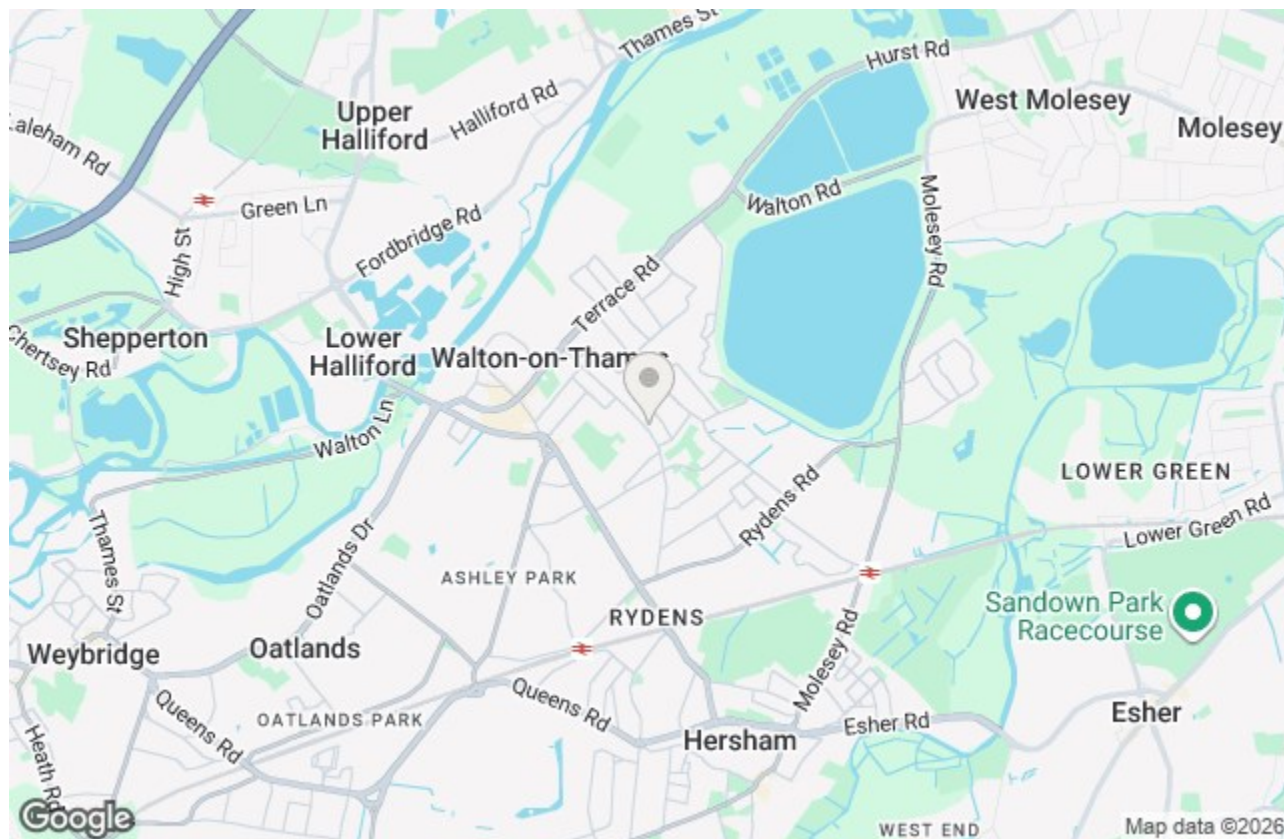 Thames St
Hurst Rd
Upper
Halliford
Halliford Rd
West Molesey
Molesey
Laleham Rd
Green Ln
Walton Rd
Molesey Rd
Fordbridge Rd
High St
Terrace Rd
Shepperton
Lower
Halliford
Walton-on-Thames
Chertsey Rd
Walton Ln
LOWER GREEN
Rydens Rd
Lower Green Rd
Thames St
Oatlands Dr
ASHLEY PARK
RYDENS
Sandown Park
Racecourse
Weybridge
Oatlands
Molesey Rd
Queens Rd
OATLANDS PARK
Queens Rd
Esher Rd
Esher
Hersham
Heath Rd
Google
WEST END
Map data ©2026